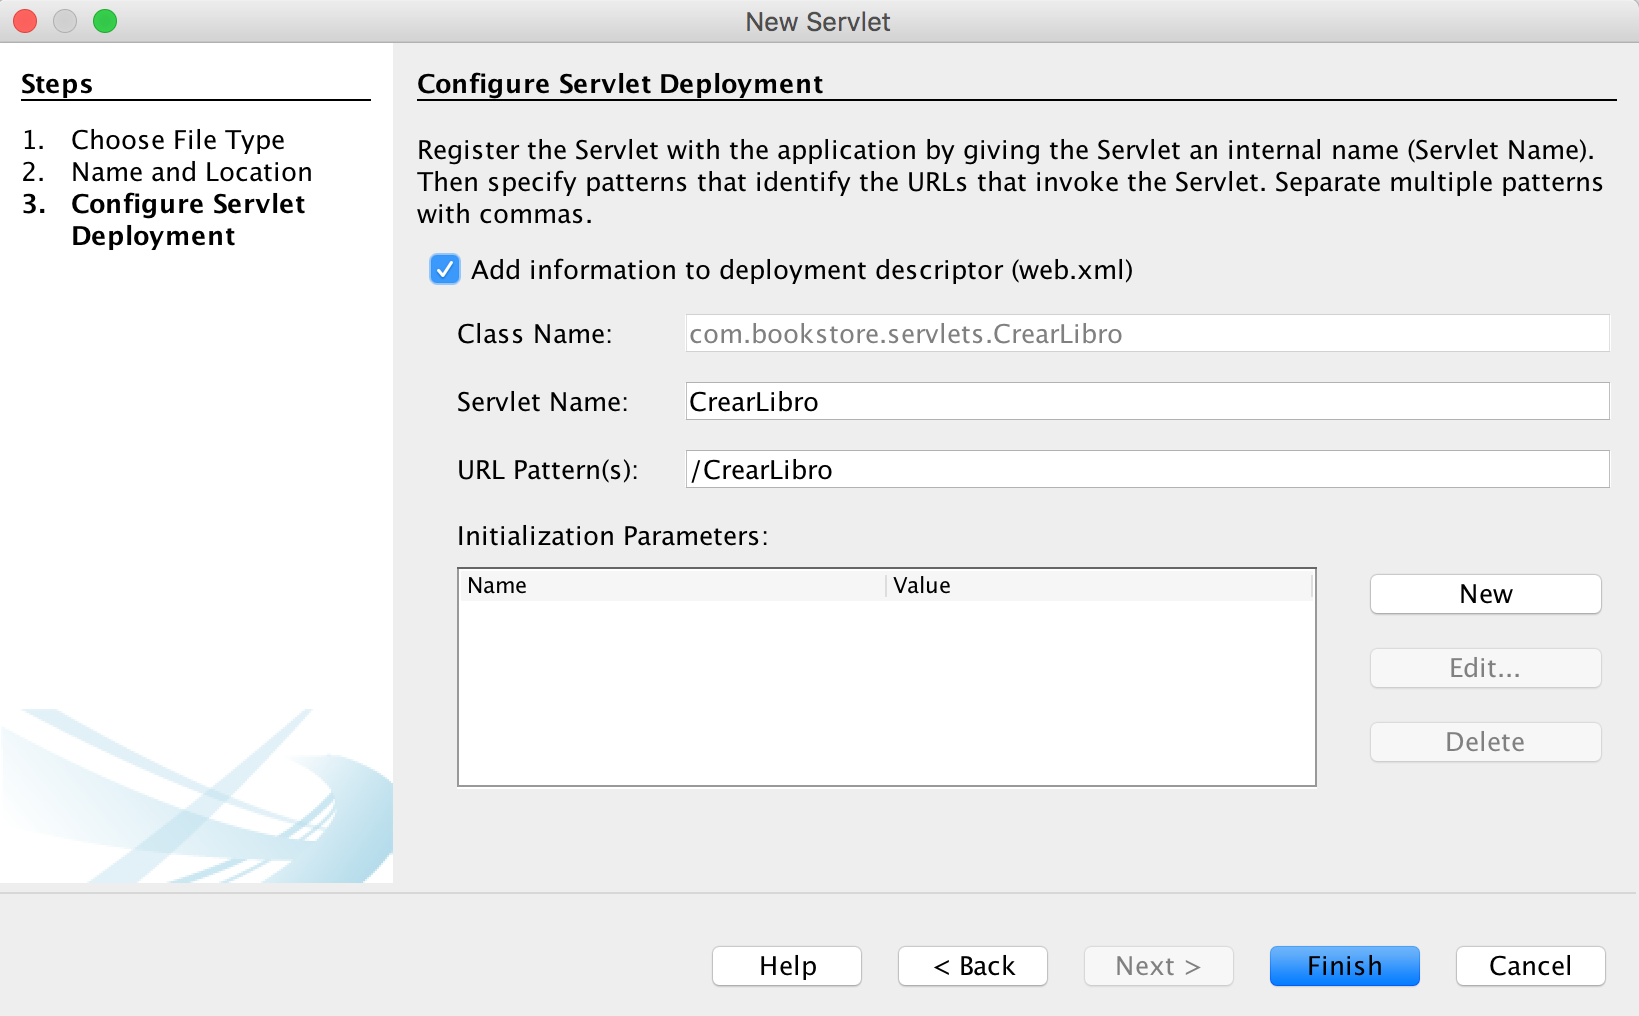 New Servlet
Steps
1. Choose File Type
2. Name and Location
3. Configure Servlet
Deployment
Configure Servlet Deployment
Register the Servlet with the application by giving the Servlet an internal name (Servlet Name).
Then specify patterns that identify the URLs that invoke the Servlet. Separate multiple patterns
with commas.
Add information to deployment descriptor (web.xml)
Class Name: com.bookstore.servlets.CrearLibro
Servlet Name: CrearLibro
URL Pattern(s): /CrearLibro
Initialization Parameters:
Name Value
New
Edit...
Delete
Help < Back Next > Finish Cancel